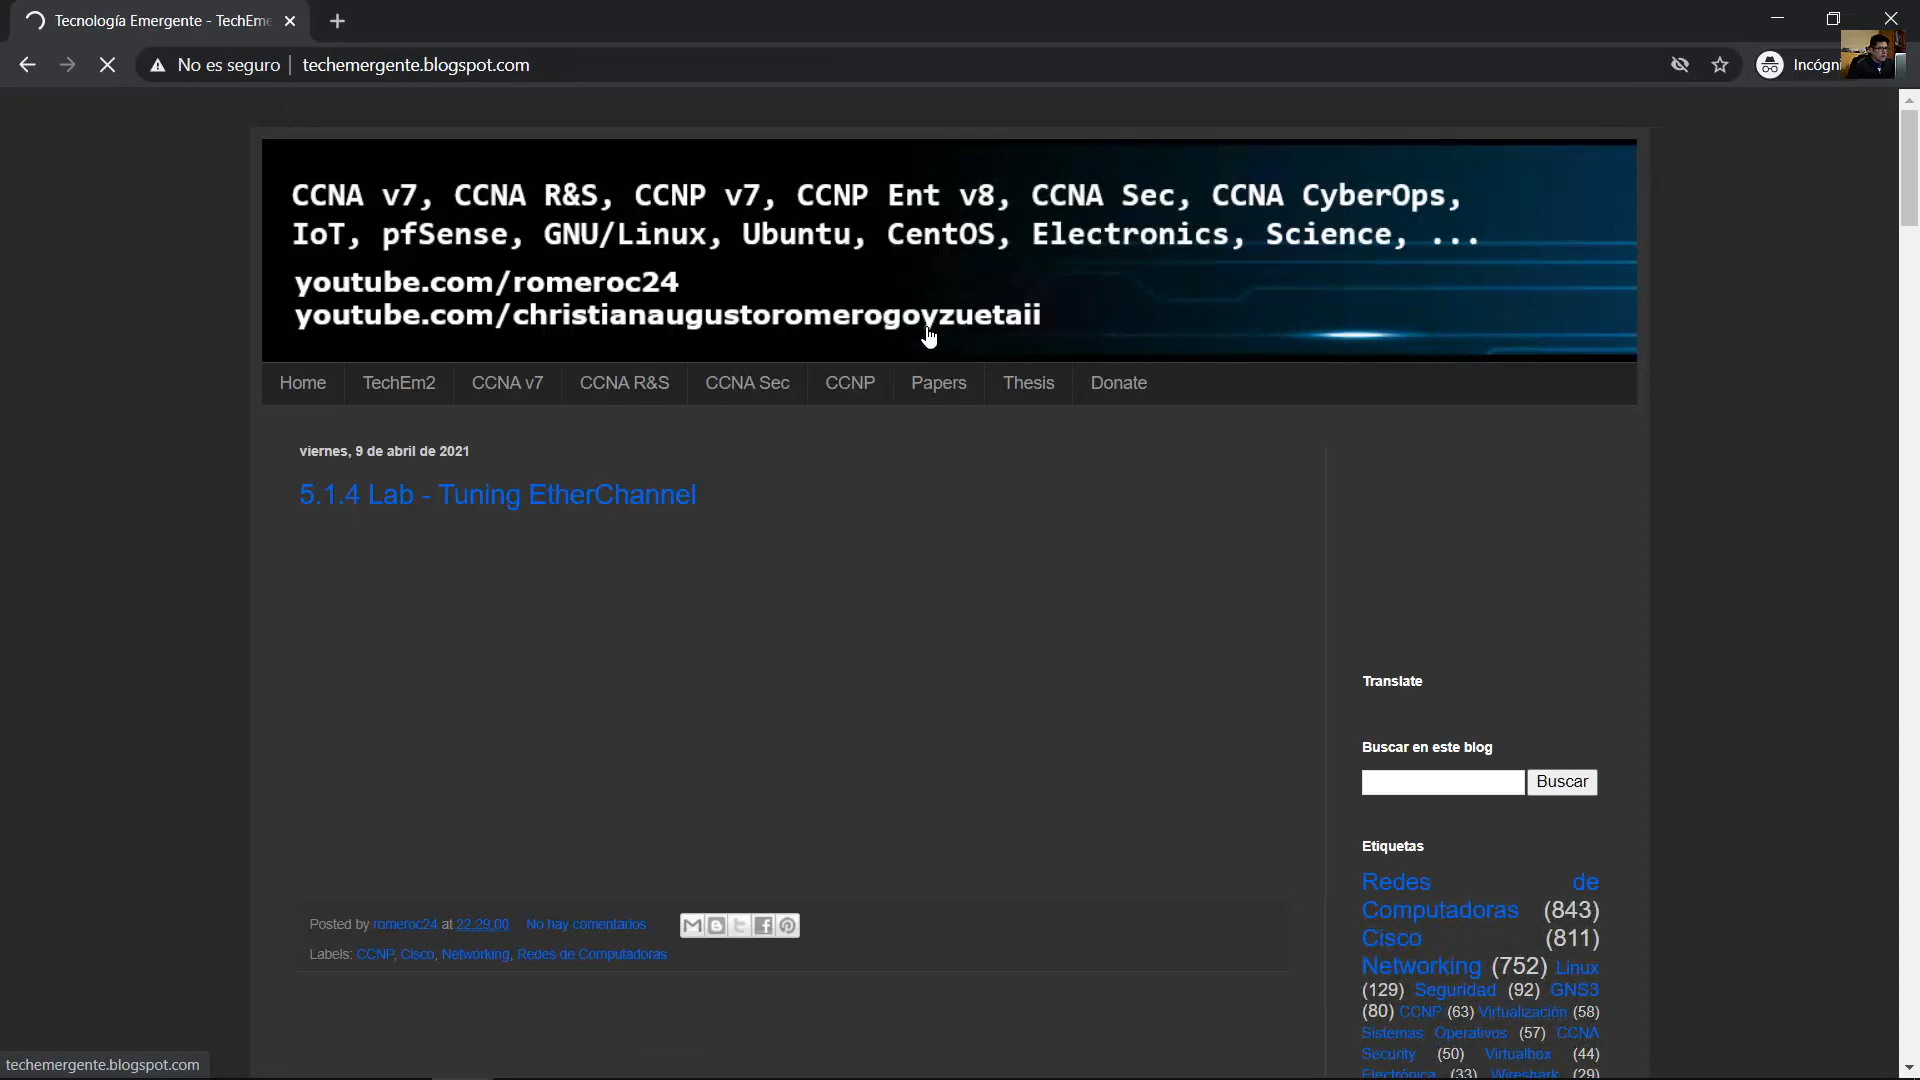 Tecnología Emergente - TechEme
No es seguro | techemergente.blogspot.com
Incógni
CCNA v7, CCNA R&S, CCNP v7, CCNP Ent v8, CCNA Sec, CCNA CyberOps,
IoT, pfSense, GNU/Linux, Ubuntu, CentOS, Electronics, Science, ...
youtube.com/romeroc24
youtube.com/christianaugustoromerogoyzuetaii
Home TechEm2 CCNA v7 CCNA R&S CCNA Sec CCNP Papers Thesis Donate
viernes, 9 de abril de 2021
5.1.4 Lab - Tuning EtherChannel
Posted by romeroc24 at 22:29:00 No hay comentarios
Labels: CCNP, Cisco, Networking, Redes de Computadoras
Translate
Buscar en este blog
Buscar
Etiquetas
Redes de
Computadoras (843)
Cisco (811)
Networking (752) Linux
(129) Seguridad (92) GNS3
(80) CCNP (63) Virtualización (58)
Sistemas Operativos (57) CCNA
Security (50) Virtualbox (44)
Electrónica (33) Wireshark (29)
techemergente.blogspot.com